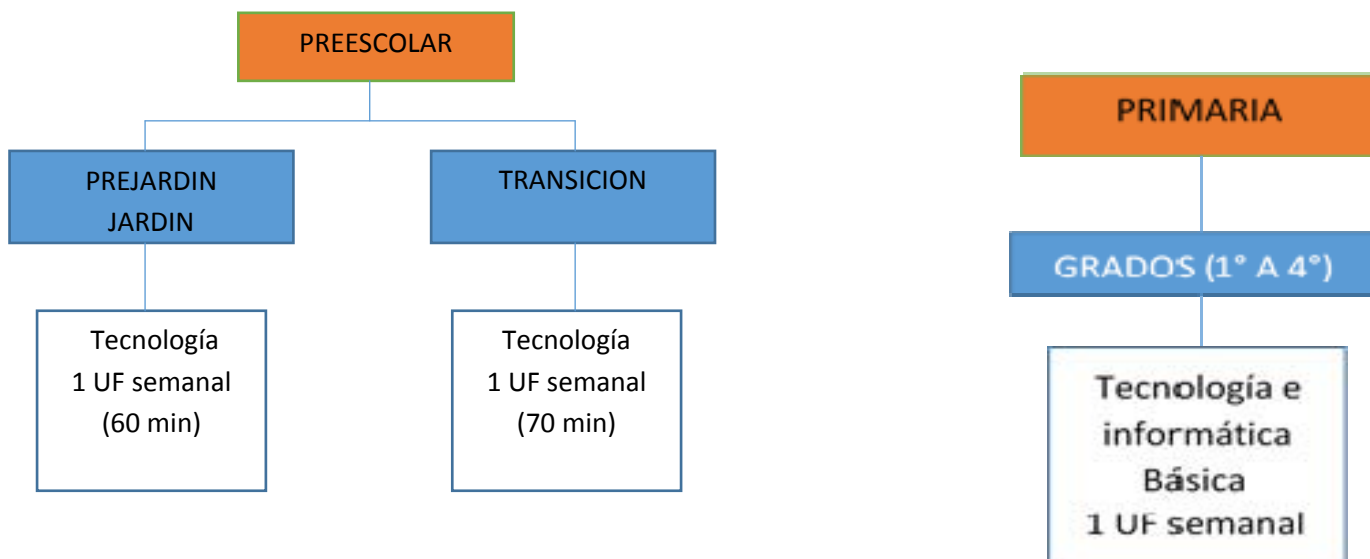 PREESCOLAR
PREJARDIN
JARDIN
TRANSICION
Tecnología
1 UF semanal
(60 min)
Tecnología
1 UF semanal
(70 min)
PRIMARIA
GRADOS (1° A 4°)
Tecnología e
informática
Básica
1 UF semanal